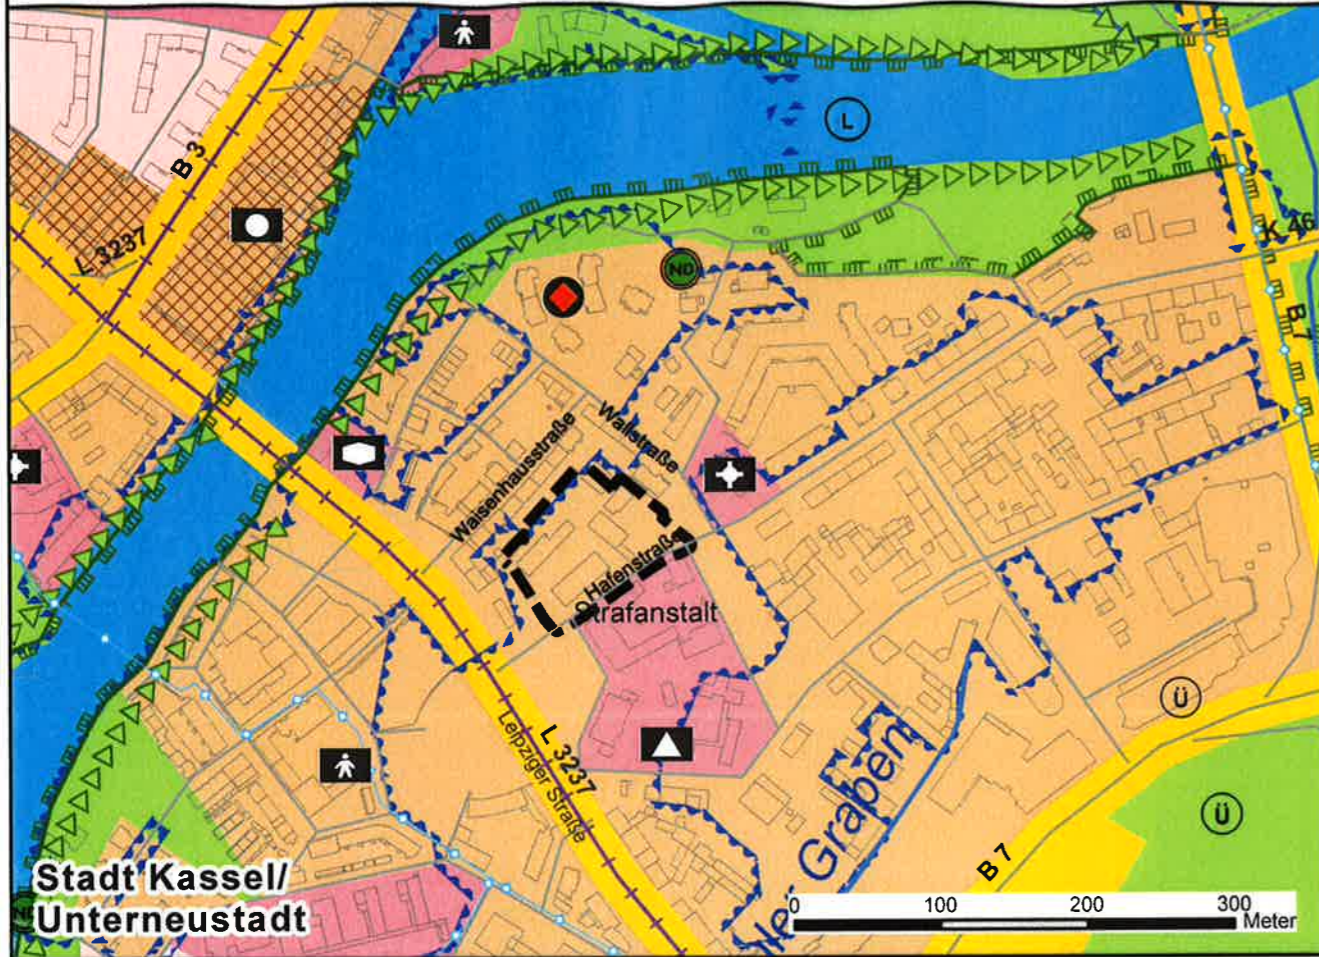 B 3
L
L 3237
K 46
ND
B 7
Wallstraße
Waisenhausstraße
Hafenstraße
Strafanstalt
Ü
L 3237
Leipziger Straße
Graben
Ü
B 7
Stadt Kassel/
Unterneustadt
0 100 200 300
Meter